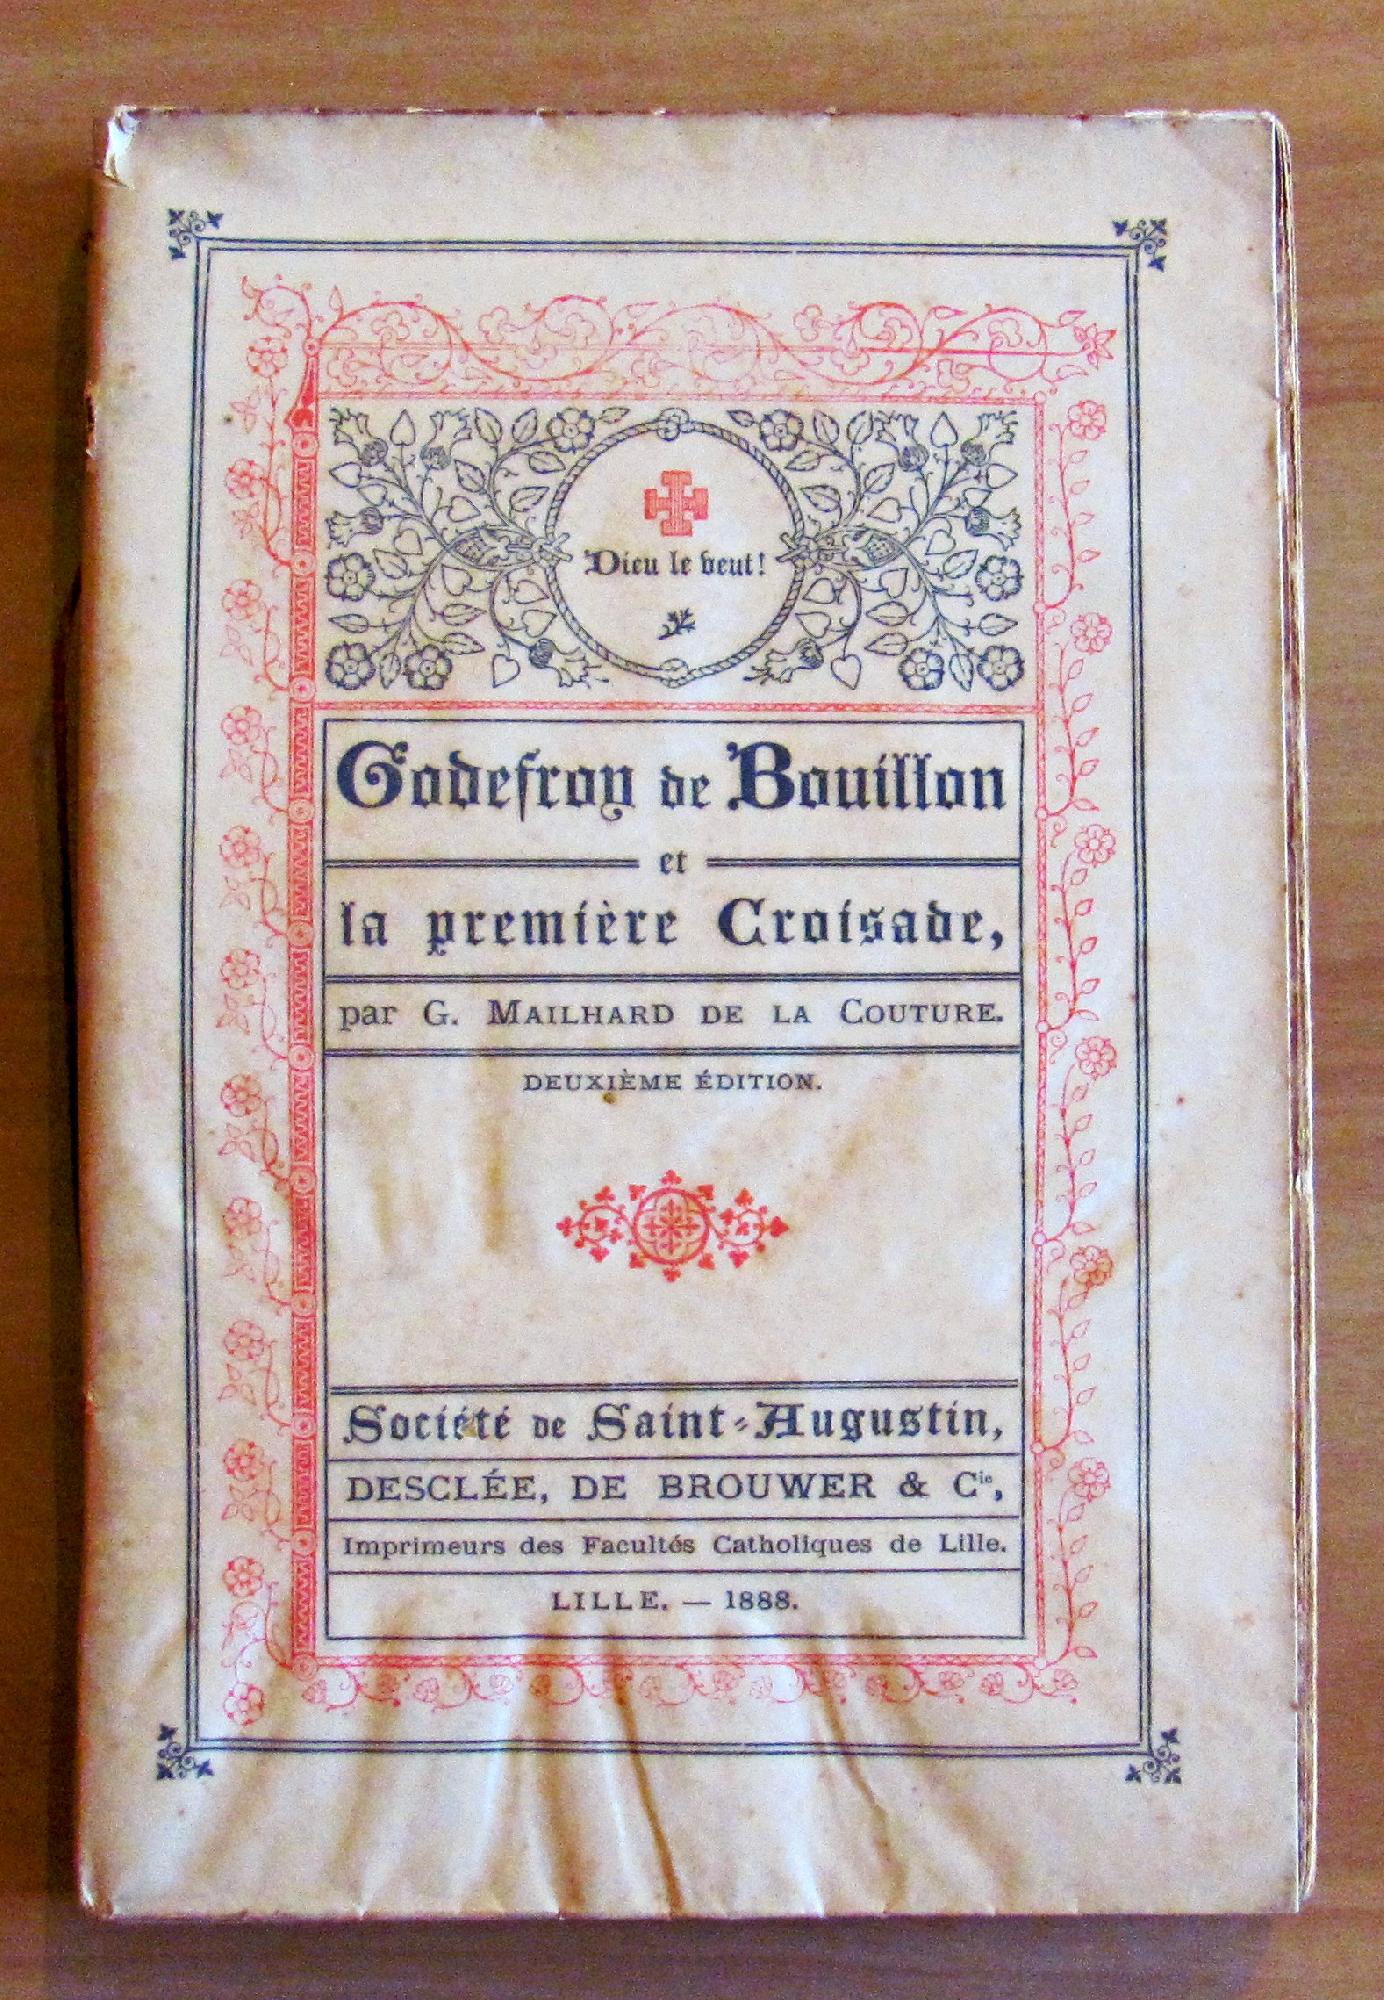 Dieu le veut!
Godefroy de Bouillon
et
la première Croisade,
par G. MAILHARD DE LA COUTURE.
DEUXIÈME ÉDITION.
Société de Saint-Augustin,
DESCLÉE, DE BROUWER & Cie,
Imprimeurs des Facultés Catholiques de Lille.
LILLE. — 1888.